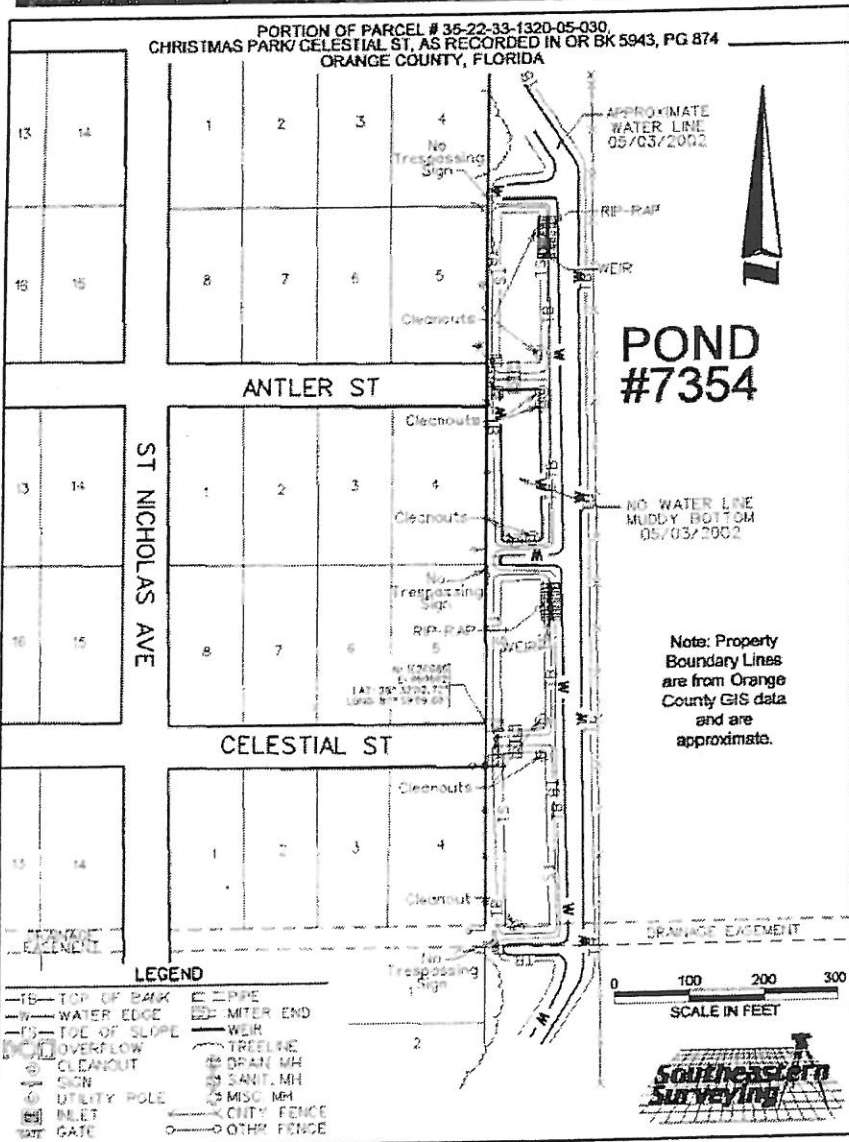 PORTION OF PARCEL # 35-22-33-1320-05-030,
CHRISTMAS PARK/ CELESTIAL ST, AS RECORDED IN OR BK 5943, PG 874
ORANGE COUNTY, FLORIDA
13 14 1 2 3 4
No
Trespassing
Sign
APPROXIMATE
WATER LINE
05/03/2002
RIP-RAP
WEIR
16 15 8 7 6 5
Cleanouts
POND
#7354
ANTLER ST
Cleanouts
ST NICHOLAS AVE
13 14 1 2 3 4
Cleanouts
NO WATER LINE
MUDDY BOTTOM
05/03/2002
No
Trespassing
Sign
RIP-RAP
WEIR
16 15 8 7 6 5
Note: Property
Boundary Lines
are from Orange
County GIS data
and are
approximate.
CELESTIAL ST
Cleanouts
13 14 1 2 3 4
Cleanout
DRAINAGE
EASEMENT
DRAINAGE EASEMENT
No
Trespassing
Sign
2
LEGEND
TB TOP OF BANK
W WATER EDGE
TS TOE OF SLOPE
OVERFLOW
CLEANOUT
SIGN
UTILITY POLE
INLET
GATE
PIPE
MITER END
WEIR
TREELINE
DRAIN MH
SANIT. MH
MISC MH
CNTY FENCE
OTHR FENCE
0 100 200 300
SCALE IN FEET
Southeastern
Surveying